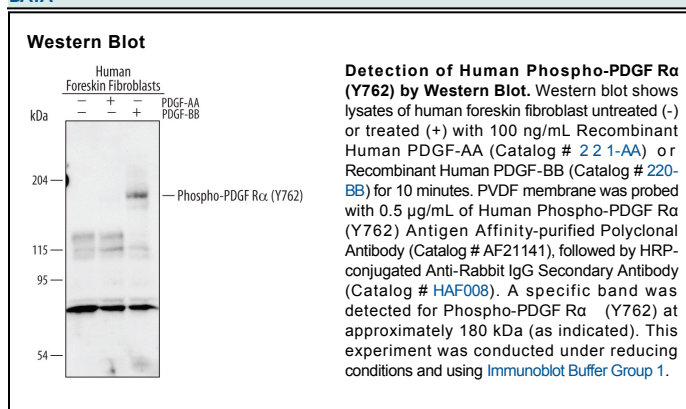 Western Blot
Human
Foreskin Fibroblasts
− + − PDGF-AA
− − + PDGF-BB
kDa
204
Phospho-PDGF Rα (Y762)
115
95
54
Detection of Human Phospho-PDGF Rα
(Y762) by Western Blot. Western blot shows
lysates of human foreskin fibroblast untreated (-)
or treated (+) with 100 ng/mL Recombinant
Human PDGF-AA (Catalog # 2 2 1-AA) o r
Recombinant Human PDGF-BB (Catalog # 220-
BB) for 10 minutes. PVDF membrane was probed
with 0.5 µg/mL of Human Phospho-PDGF Rα
(Y762) Antigen Affinity-purified Polyclonal
Antibody (Catalog # AF21141), followed by HRP-
conjugated Anti-Rabbit IgG Secondary Antibody
(Catalog # HAF008). A specific band was
detected for Phospho-PDGF Rα (Y762) at
approximately 180 kDa (as indicated). This
experiment was conducted under reducing
conditions and using Immunoblot Buffer Group 1.